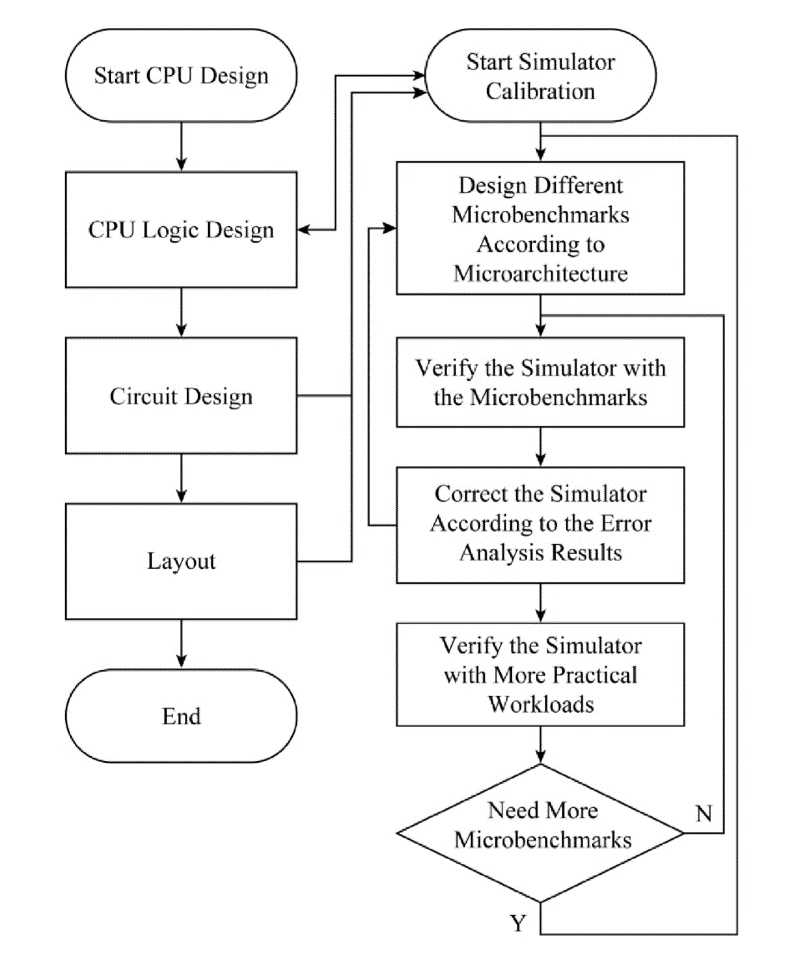 Start CPU Design
CPU Logic Design
Circuit Design
Layout
End
Start Simulator
Calibration
Design Different
Microbenchmarks
According to
Microarchitecture
Verify the Simulator with
the Microbenchmarks
Correct the Simulator
According to the Error
Analysis Results
Verify the Simulator
with More Practical
Workloads
Need More
Microbenchmarks
N
Y